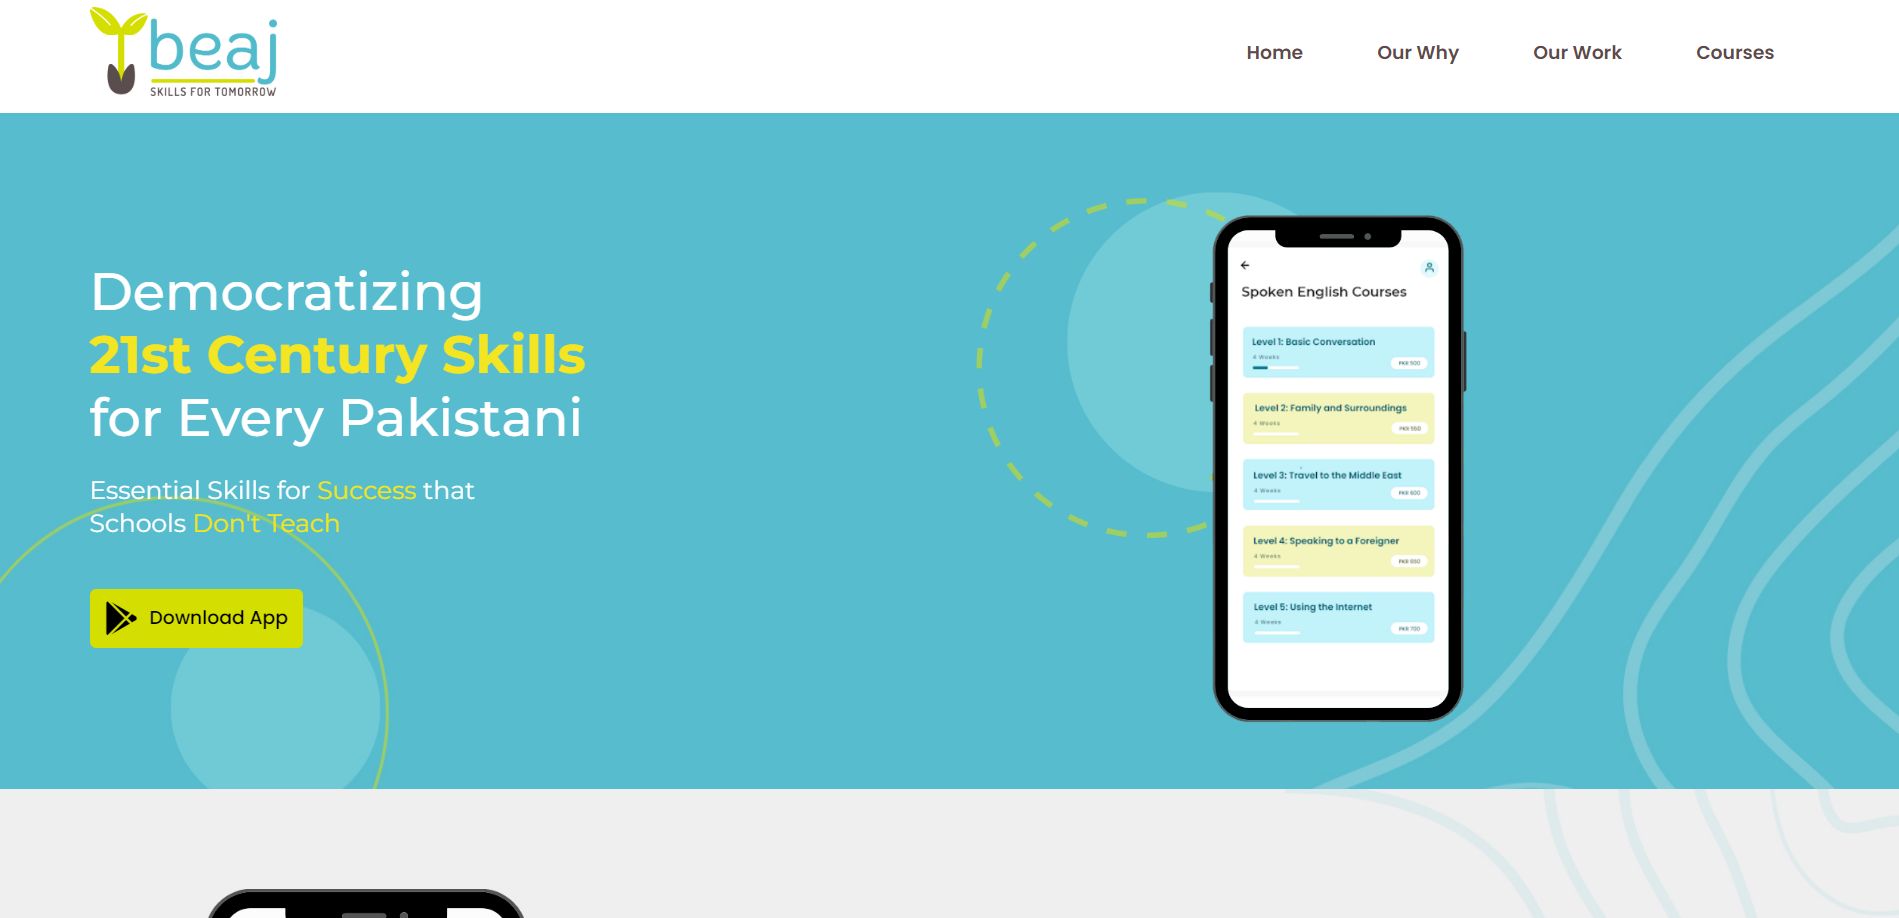 beaj
SKILLS FOR TOMORROW
Home
Our Why
Our Work
Courses
Democratizing
21st Century Skills
for Every Pakistani
Essential Skills for Success that
Schools Don't Teach
Download App
Spoken English Courses
Level 1: Basic Conversation
4 Weeks
PKR 500
Level 2: Family and Surroundings
4 Weeks
PKR 550
Level 3: Travel to the Middle East
4 Weeks
PKR 600
Level 4: Speaking to a Foreigner
4 Weeks
PKR 650
Level 5: Using the Internet
4 Weeks
PKR 700